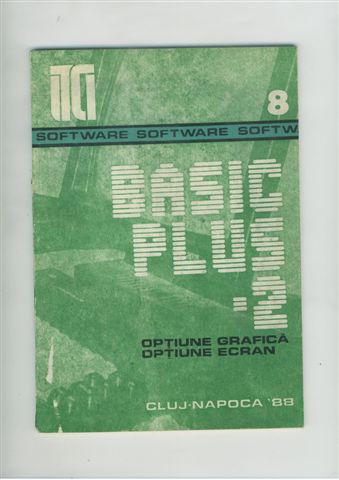 ITCI
8
SOFTWARE SOFTWARE SOFTW
BASIC
PLUS
-2
OPȚIUNE GRAFICĂ
OPȚIUNE ECRAN
CLUJ-NAPOCA '88